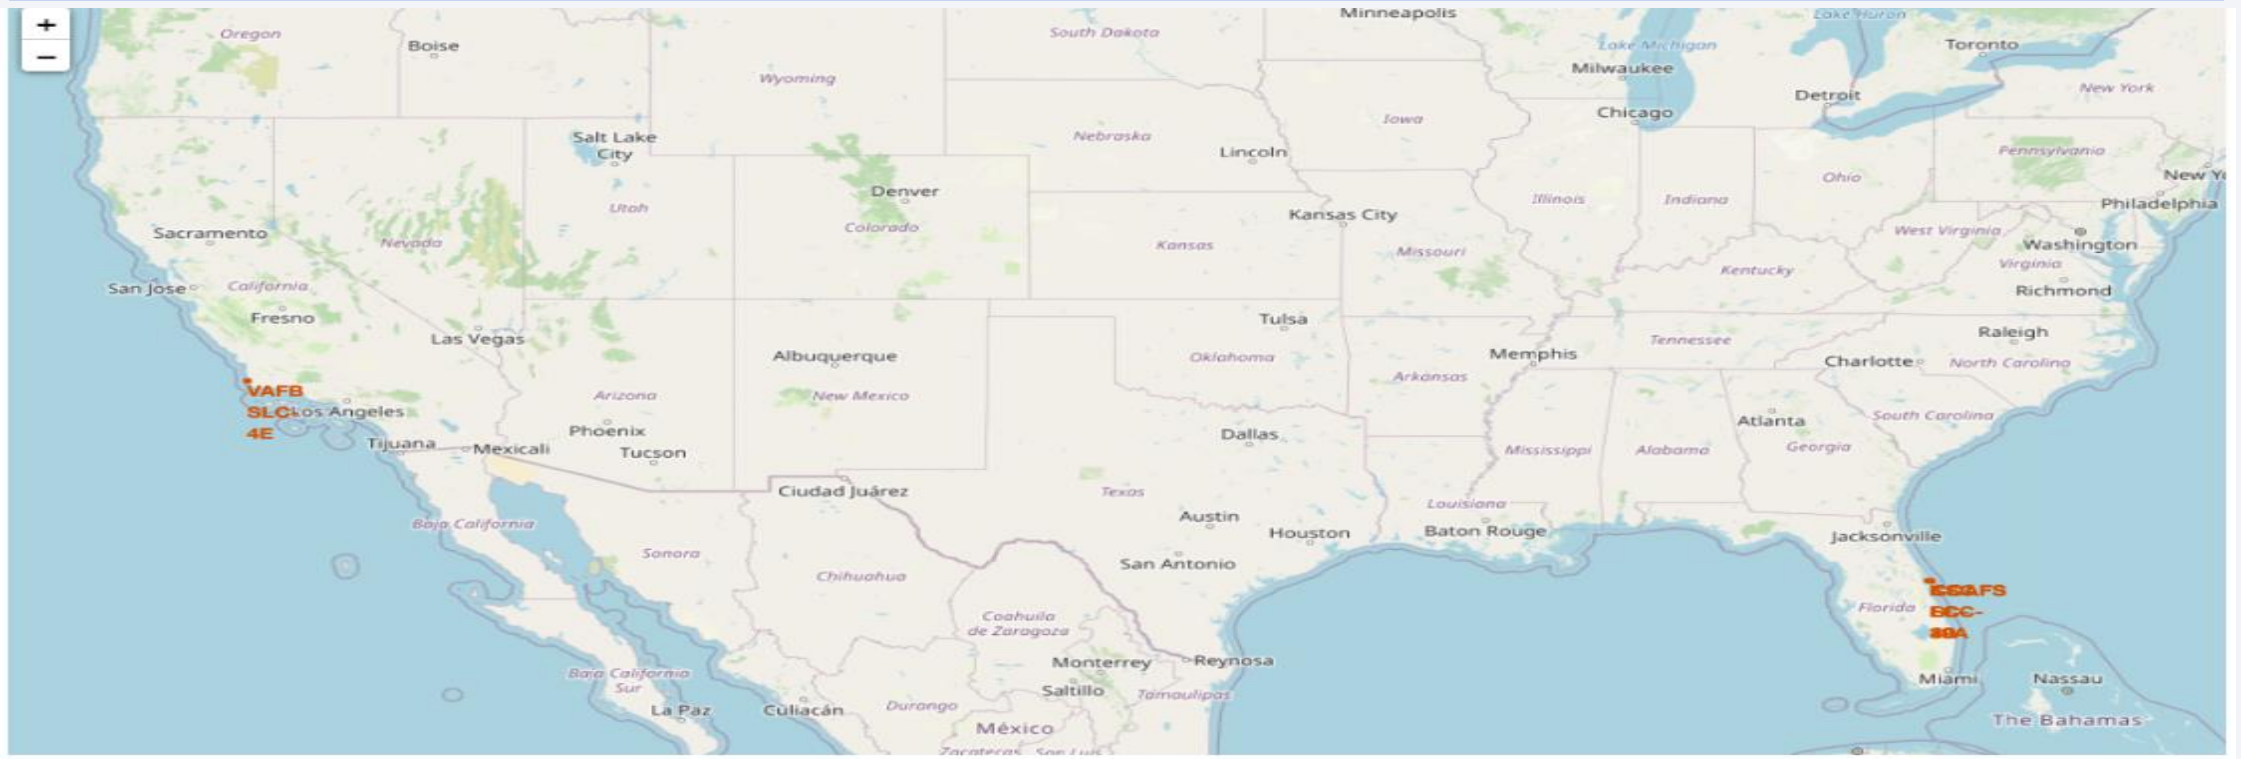 +
−
Minneapolis
Lake Huron
Oregon
Boise
South Dakota
Lake Michigan
Toronto
Milwaukee
Wyoming
New York
Detroit
Chicago
Iowa
Nebraska
Salt Lake
City
Lincoln
Pennsylvania
Denver
Ohio
New Y
Utah
Illinois
Indiana
Philadelphia
Kansas City
Colorado
Sacramento
Nevada
Kansas
Missouri
West Virginia
Washington
Virginia
Kentucky
San Jose
California
Richmond
Fresno
Tulsa
Las Vegas
Raleigh
Tennessee
Albuquerque
Oklahoma
Memphis
Charlotte
North Carolina
Arkansas
VAFB
SLC-
4E
Los Angeles
Arizona
New Mexico
South Carolina
Atlanta
Phoenix
Dallas
Tijuana
Mexicali
Tucson
Mississippi
Alabama
Georgia
Ciudad Juárez
Texas
Louisiana
Austin
Baja California
Houston
Baton Rouge
Jacksonville
Sonora
San Antonio
Chihuahua
Florida
Coahuila
de Zaragoza
Monterrey
Reynosa
Baja California
Sur
Saltillo
Tamaulipas
Miami
Nassau
La Paz
Culiacán
Durango
México
The Bahamas
Zacatecas
San Luis